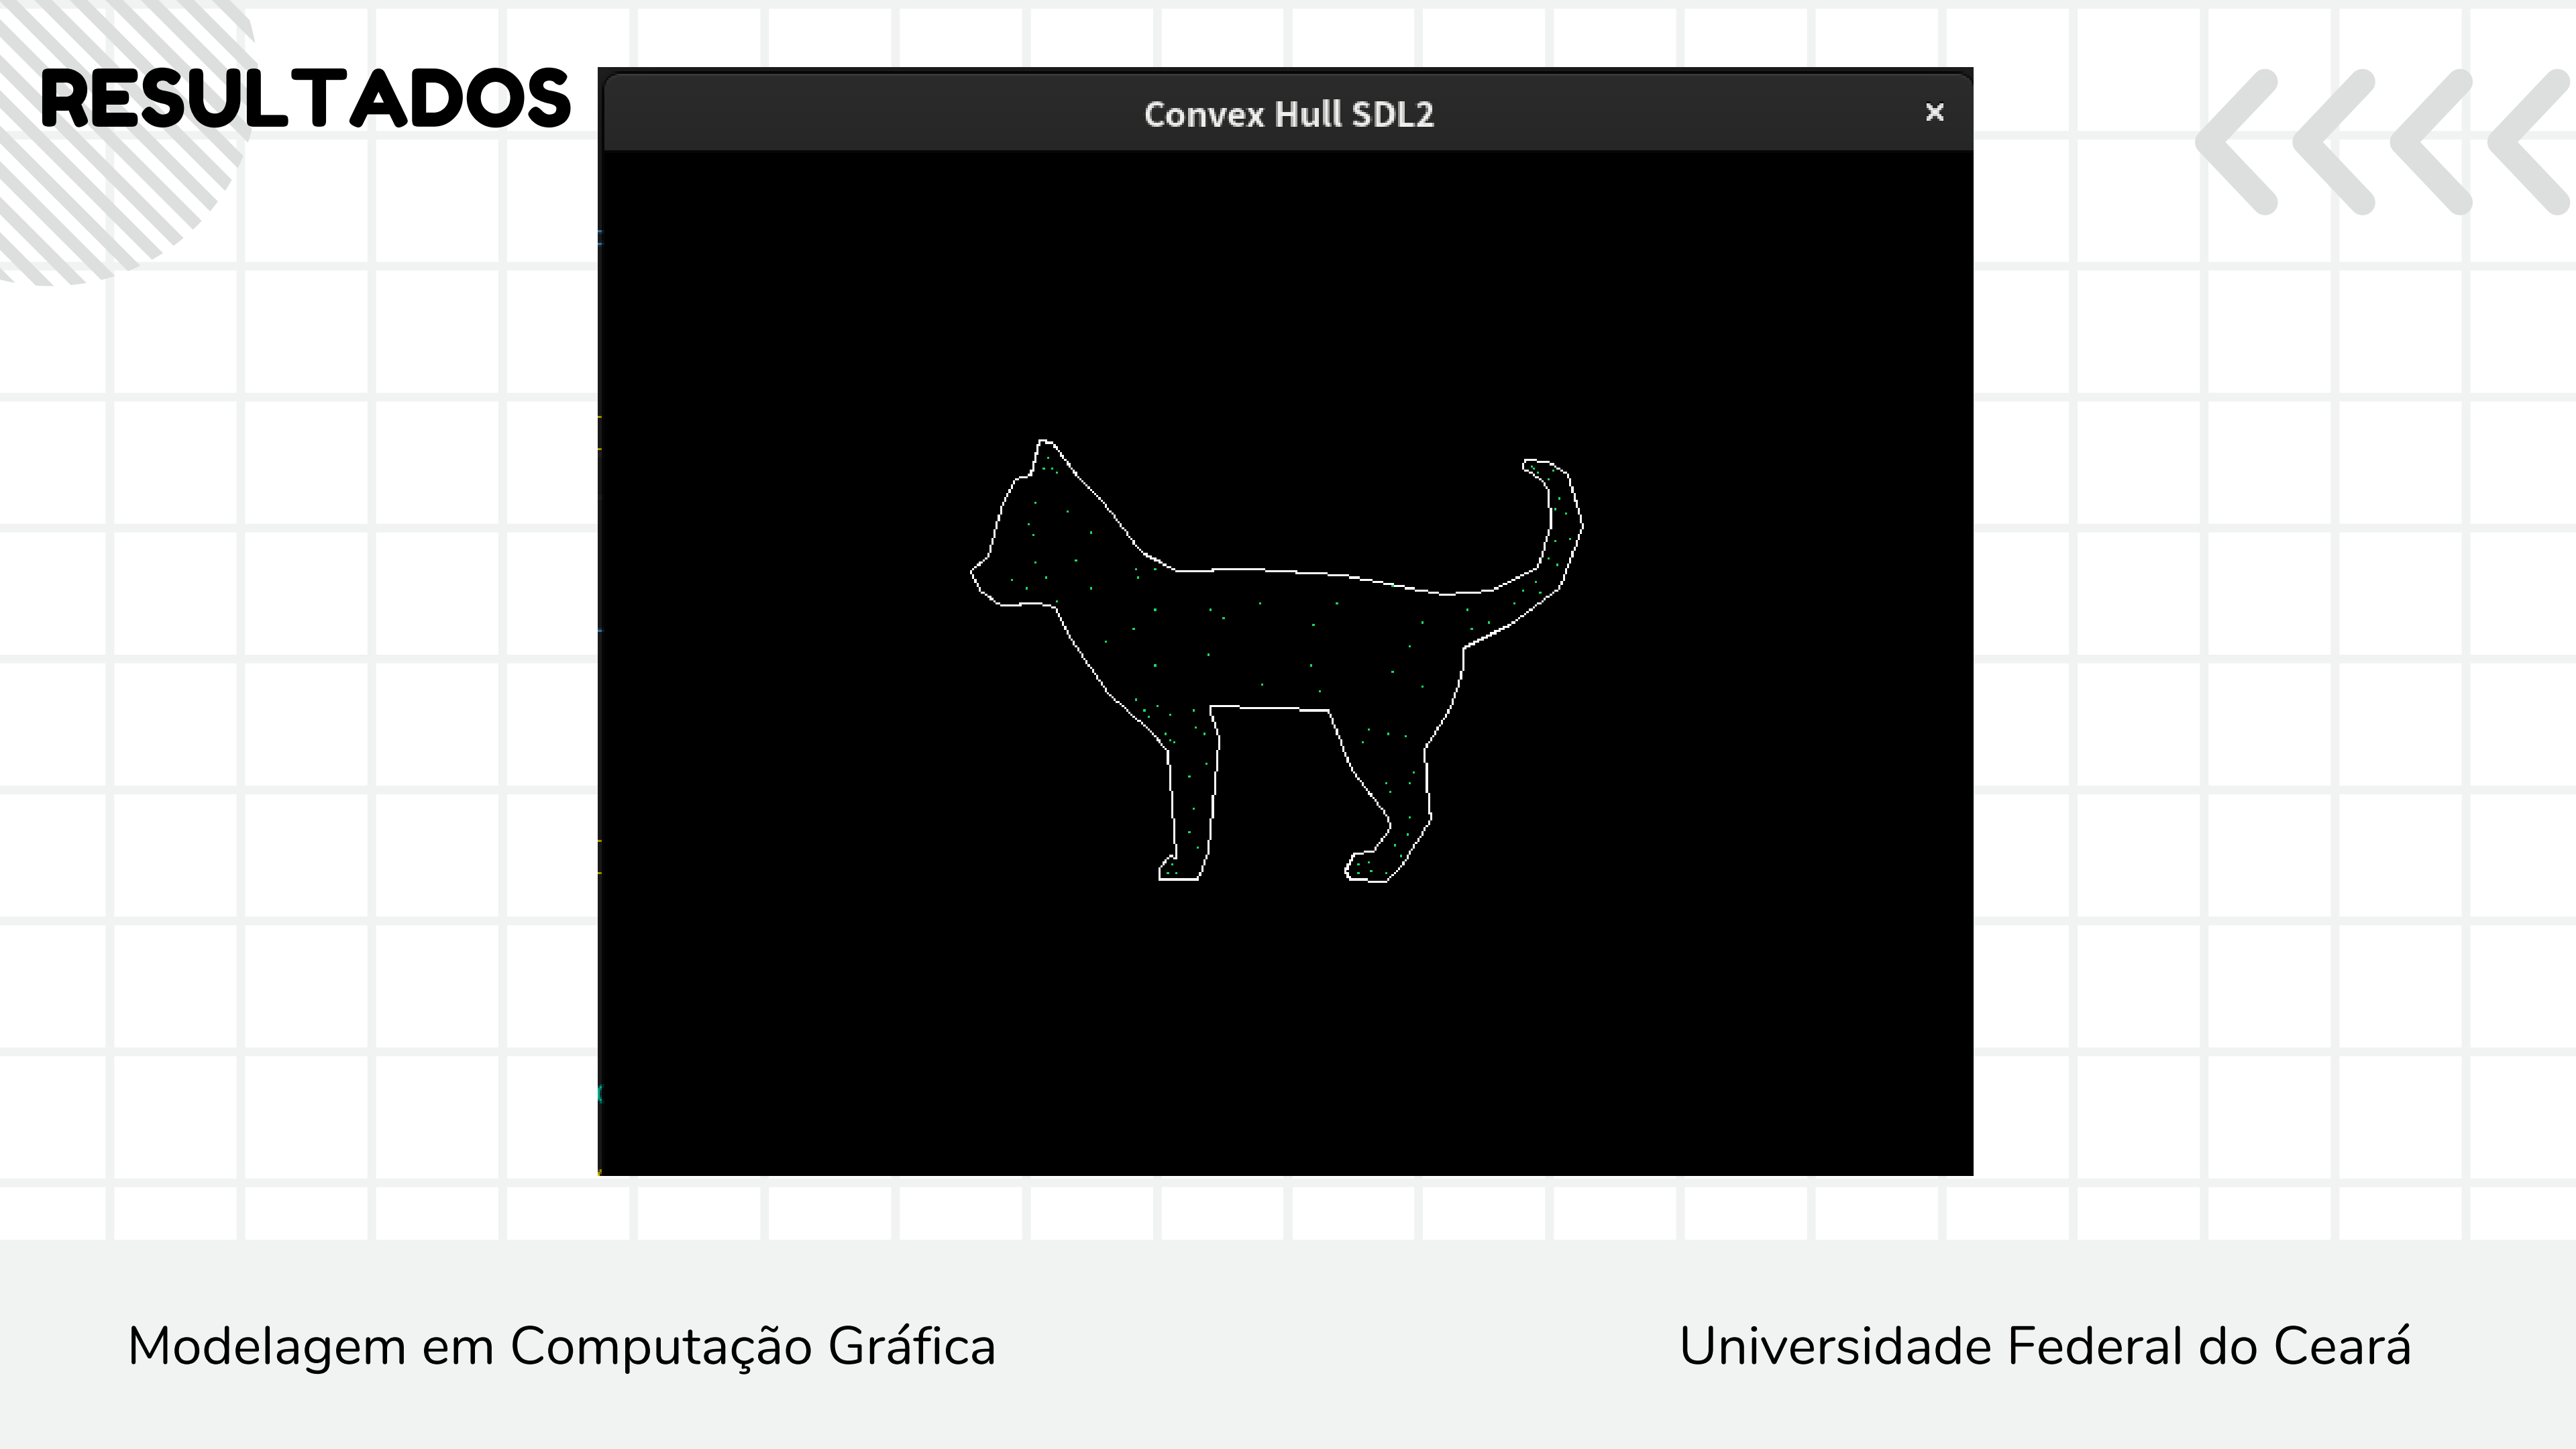 RESULTADOS
Convex Hull SDL2
Modelagem em Computação Gráfica
Universidade Federal do Ceará